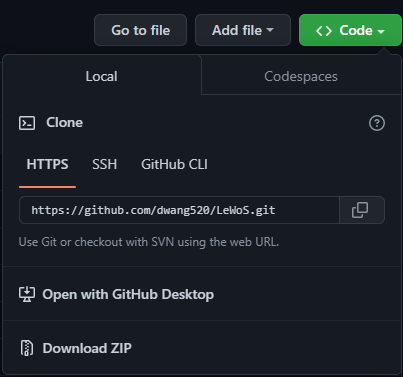 Go to file Add file Code
Local Codespaces
Clone
HTTPS SSH GitHub CLI
https://github.com/dwang520/LeWoS.git
Use Git or checkout with SVN using the web URL.
Open with GitHub Desktop
Download ZIP